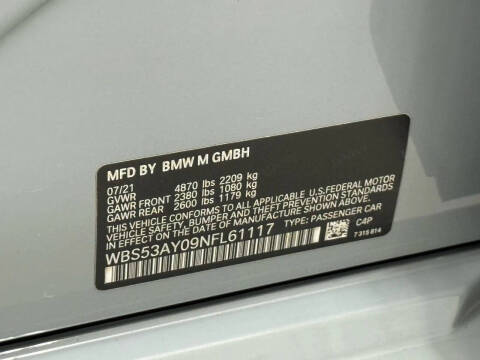 MFD BY BMW M GMBH
07/21
GVWR 4870 lbs 2209 kg
GAWR FRONT 2380 lbs 1080 kg
GAWR REAR 2600 lbs 1179 kg
THIS VEHICLE CONFORMS TO ALL APPLICABLE U.S.FEDERAL MOTOR
VEHICLE SAFETY, BUMPER AND THEFT PREVENTION STANDARDS
IN EFFECT ON THE DATE OF MANUFACTURE SHOWN ABOVE.
WBS53AY09NFL61117 TYPE: PASSENGER CAR
C4P
7 315 814